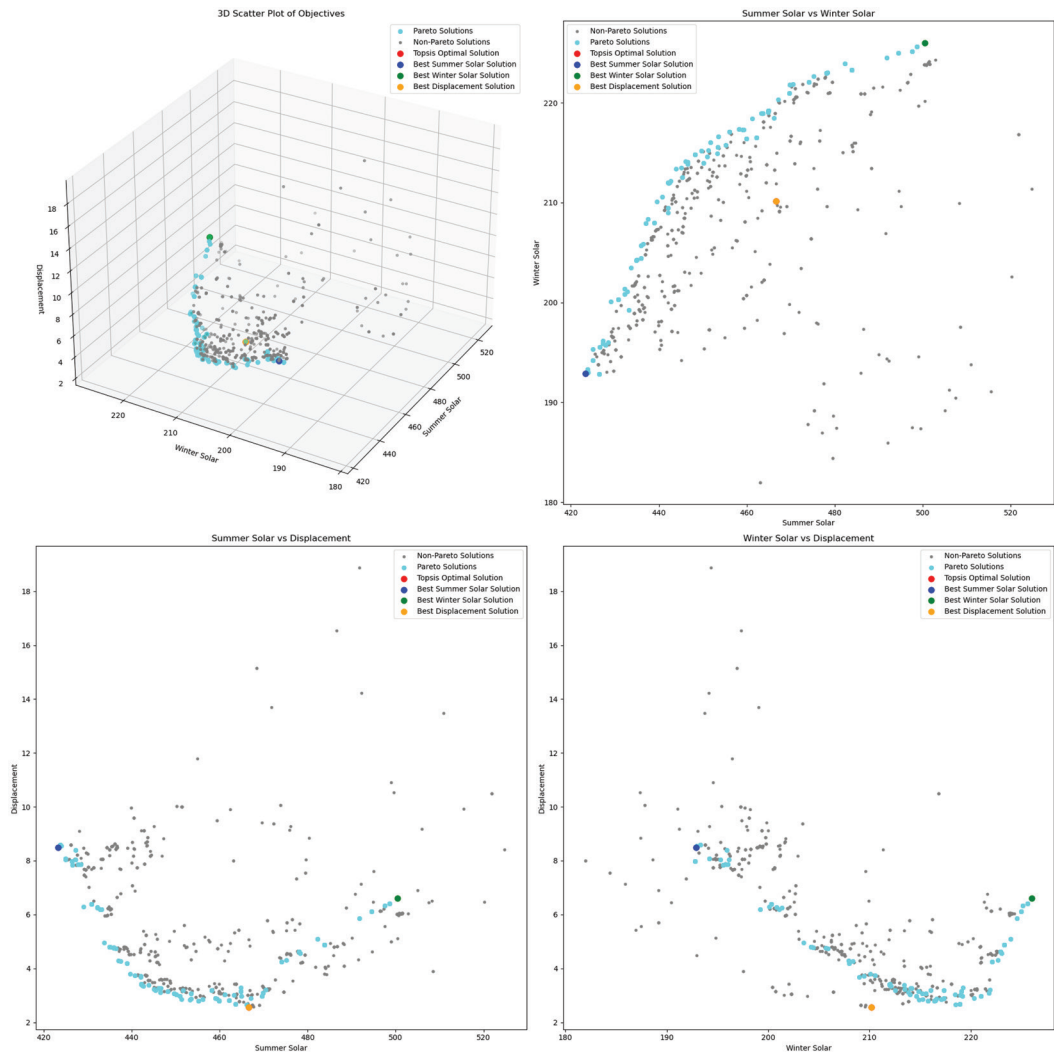 3D Scatter Plot of Objectives
Pareto Solutions
Non-Pareto Solutions
Topsis Optimal Solution
Best Summer Solar Solution
Best Winter Solar Solution
Best Displacement Solution
18
16
14
12
10
8
6
4
2
Displacement
220
210
200
190
180
Winter Solar
420
440
460
480
500
520
Summer Solar
Summer Solar vs Winter Solar
Non-Pareto Solutions
Pareto Solutions
Topsis Optimal Solution
Best Summer Solar Solution
Best Winter Solar Solution
Best Displacement Solution
220
210
200
190
180
Winter Solar
420 440 460 480 500 520
Summer Solar
Summer Solar vs Displacement
Non-Pareto Solutions
Pareto Solutions
Topsis Optimal Solution
Best Summer Solar Solution
Best Winter Solar Solution
Best Displacement Solution
18
16
14
12
10
8
6
4
2
Displacement
420 440 460 480 500 520
Summer Solar
Winter Solar vs Displacement
Non-Pareto Solutions
Pareto Solutions
Topsis Optimal Solution
Best Summer Solar Solution
Best Winter Solar Solution
Best Displacement Solution
18
16
14
12
10
8
6
4
2
Displacement
180 190 200 210 220
Winter Solar